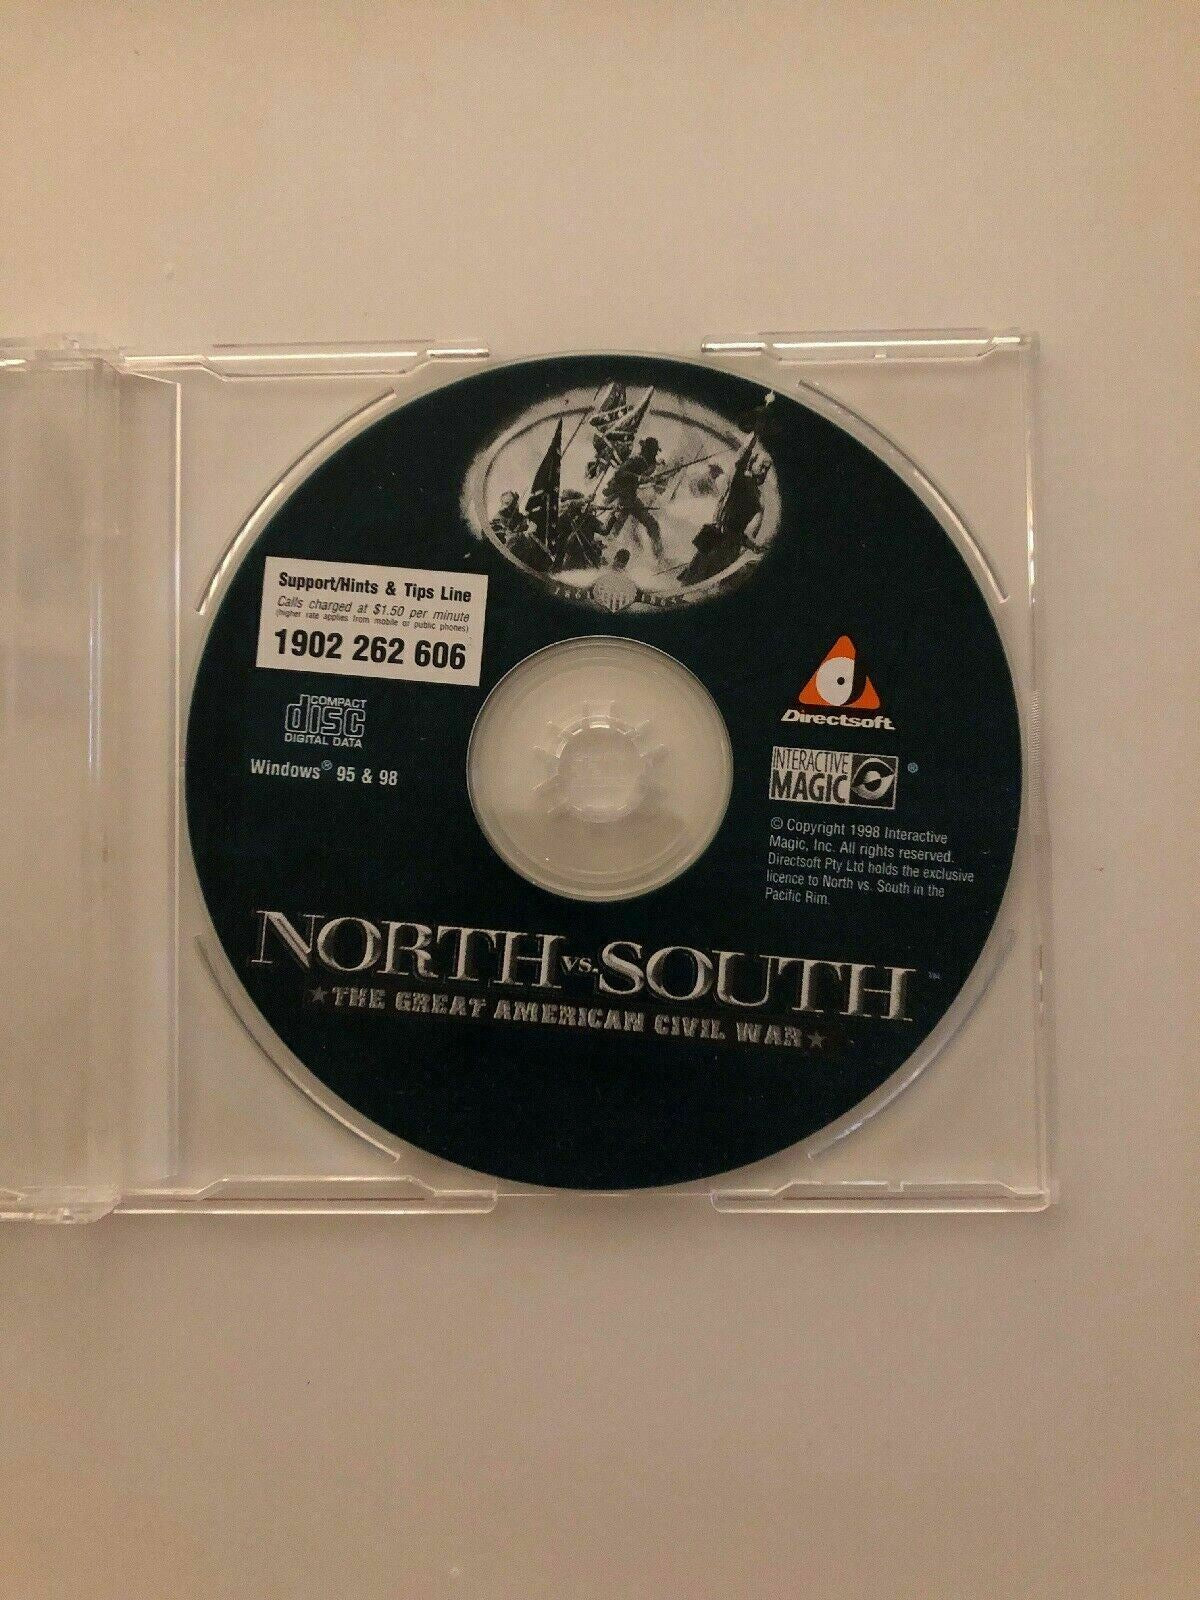 Support/Hints & Tips Line
Calls charged at $1.50 per minute
(higher rate applies from mobile or public phones)
1902 262 606
COMPACT
disc
DIGITAL DATA
Windows® 95 & 98
Directsoft
INTERACTIVE
MAGIC ®
© Copyright 1998 Interactive
Magic, Inc. All rights reserved.
Directsoft Pty Ltd holds the exclusive
licence to North vs. South in the
Pacific Rim.
NORTH VS. SOUTH ™
★ THE GREAT AMERICAN CIVIL WAR ★